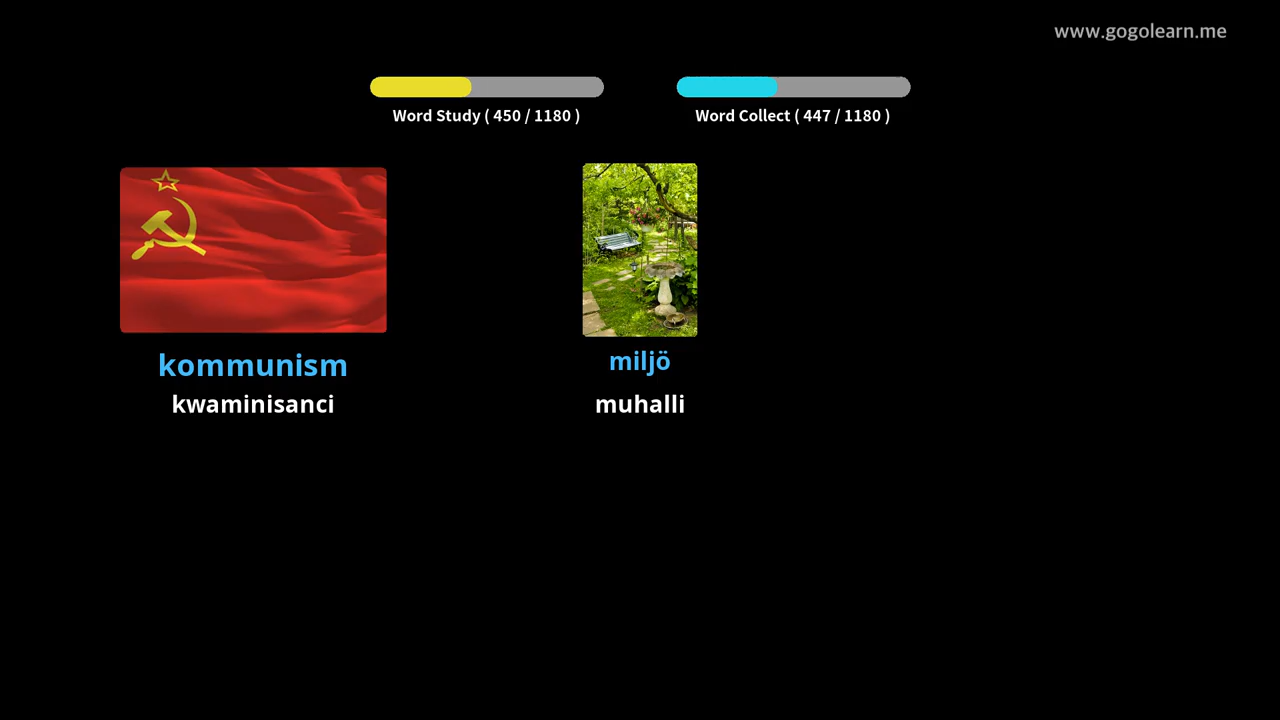 www.gogolearn.me
Word Study ( 450 / 1180 )
Word Collect ( 447 / 1180 )
kommunism
kwaminisanci
miljö
muhalli